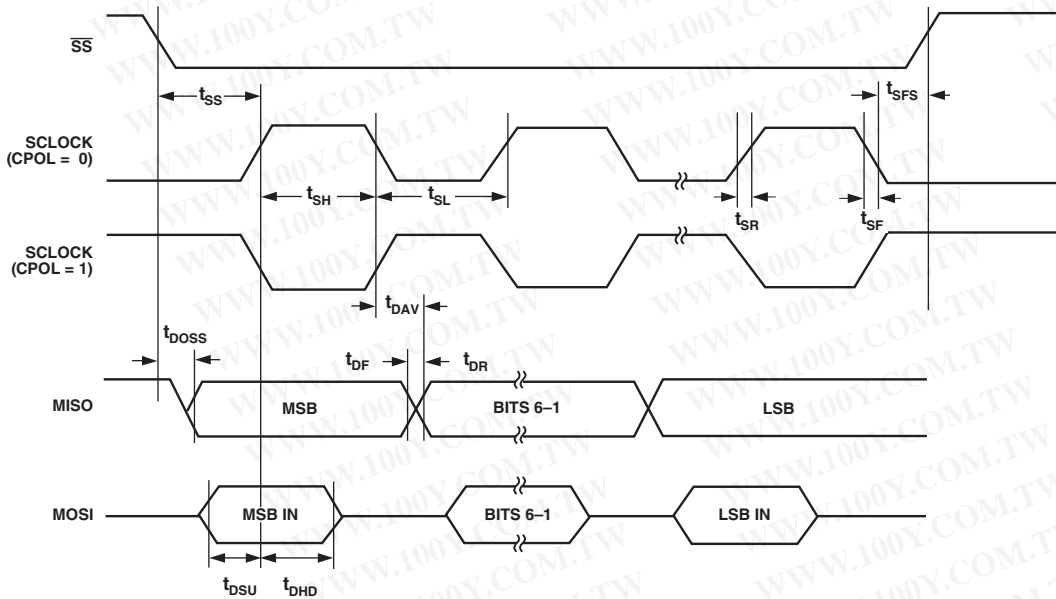 SS
tSS
tSFS
SCLOCK
(CPOL = 0)
tSH
tSL
tSR
tSF
SCLOCK
(CPOL = 1)
tDAV
tDOSS
tDF
tDR
MISO
MSB
BITS 6–1
LSB
MOSI
MSB IN
BITS 6–1
LSB IN
tDSU
tDHD
WWW.100Y.COM.TW